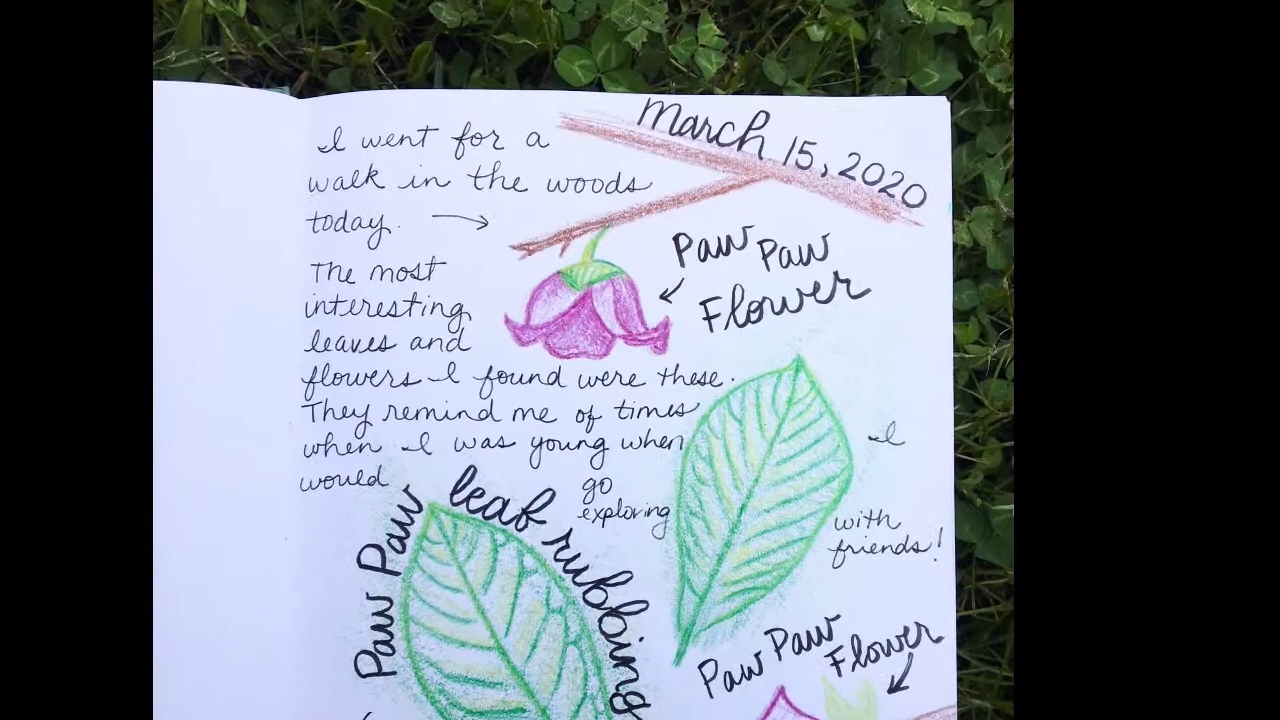 March 15, 2020
I went for a
walk in the woods
today.
Paw Paw
Flower
The most
interesting
leaves and
flowers I found were these.
They remind me of times
when I was young when I
would go
exploring with
friends!
Paw Paw leaf rubbing
Paw Paw
Flower